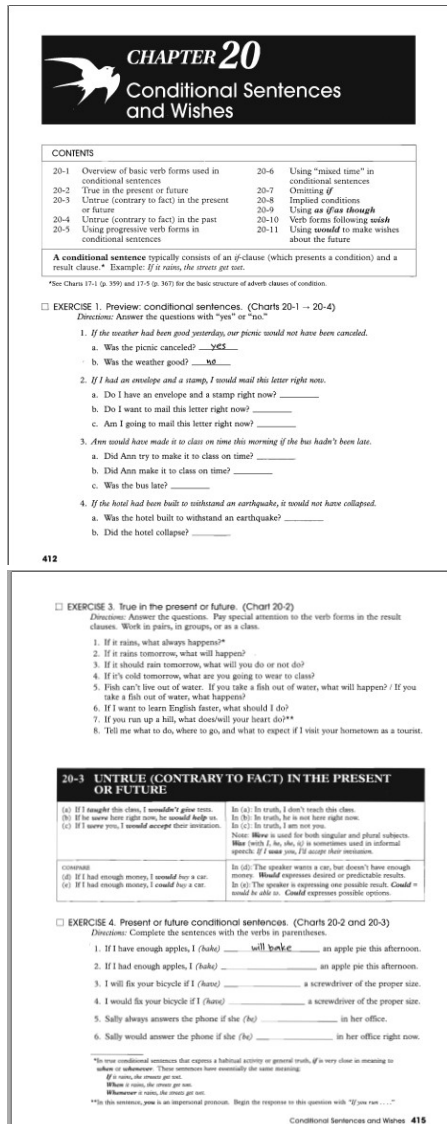 CHAPTER 20
Conditional Sentences
and Wishes
CONTENTS
20-1 Overview of basic verb forms used in
conditional sentences
20-2 True in the present or future
20-3 Untrue (contrary to fact) in the present
or future
20-4 Untrue (contrary to fact) in the past
20-5 Using progressive verb forms in
conditional sentences
20-6 Using “mixed time” in
conditional sentences
20-7 Omitting if
20-8 Implied conditions
20-9 Using as if/as though
20-10 Verb forms following wish
20-11 Using would to make wishes
about the future
A conditional sentence typically consists of an if-clause (which presents a condition) and a
result clause.* Example: If it rains, the streets get wet.
*See Charts 17-1 (p. 359) and 17-5 (p. 367) for the basic structure of adverb clauses of condition.
□ EXERCISE 1. Preview: conditional sentences. (Charts 20-1 → 20-4)
Directions: Answer the questions with “yes” or “no.”
1. If the weather had been good yesterday, our picnic would not have been canceled.
a. Was the picnic canceled? yes
b. Was the weather good? no
2. If I had an envelope and a stamp, I would mail this letter right now.
a. Do I have an envelope and a stamp right now? ________
b. Do I want to mail this letter right now? ________
c. Am I going to mail this letter right now? ________
3. Ann would have made it to class on time this morning if the bus hadn't been late.
a. Did Ann try to make it to class on time? ________
b. Did Ann make it to class on time? ________
c. Was the bus late? ________
4. If the hotel had been built to withstand an earthquake, it would not have collapsed.
a. Was the hotel built to withstand an earthquake? ________
b. Did the hotel collapse? ________
412
□ EXERCISE 3. True in the present or future. (Chart 20-2)
Directions: Answer the questions. Pay special attention to the verb forms in the result
clauses. Work in pairs, in groups, or as a class.
1. If it rains, what always happens?*
2. If it rains tomorrow, what will happen?
3. If it should rain tomorrow, what will you do or not do?
4. If it's cold tomorrow, what are you going to wear to class?
5. Fish can't live out of water. If you take a fish out of water, what will happen? / If you
take a fish out of water, what happens?
6. If I want to learn English faster, what should I do?
7. If you run up a hill, what does/will your heart do?**
8. Tell me what to do, where to go, and what to expect if I visit your hometown as a tourist.
20-3 UNTRUE (CONTRARY TO FACT) IN THE PRESENT
OR FUTURE
(a) If I taught this class, I wouldn't give tests.
(b) If he were here right now, he would help us.
(c) If I were you, I would accept their invitation.
In (a): In truth, I don't teach this class.
In (b): In truth, he is not here right now.
In (c): In truth, I am not you.
Note: Were is used for both singular and plural subjects.
Was (with I, he, she, it) is sometimes used in informal
speech: If I was you, I'd accept their invitation.
COMPARE
(d) If I had enough money, I would buy a car.
(e) If I had enough money, I could buy a car.
In (d): The speaker wants a car, but doesn't have enough
money. Would expresses desired or predictable results.
In (e): The speaker is expressing one possible result. Could =
would be able to. Could expresses possible options.
□ EXERCISE 4. Present or future conditional sentences. (Charts 20-2 and 20-3)
Directions: Complete the sentences with the verbs in parentheses.
1. If I have enough apples, I (bake) will bake an apple pie this afternoon.
2. If I had enough apples, I (bake) ________ an apple pie this afternoon.
3. I will fix your bicycle if I (have) ________ a screwdriver of the proper size.
4. I would fix your bicycle if I (have) ________ a screwdriver of the proper size.
5. Sally always answers the phone if she (be) ________ in her office.
6. Sally would answer the phone if she (be) ________ in her office right now.
*In true conditional sentences that express a habitual activity or general truth, if is very close in meaning to
when or whenever. These sentences have essentially the same meaning:
If it rains, the streets get wet.
When it rains, the streets get wet.
Whenever it rains, the streets get wet.
**In this sentence, you is an impersonal pronoun. Begin the response to this question with “If you run . . . .”
Conditional Sentences and Wishes 415